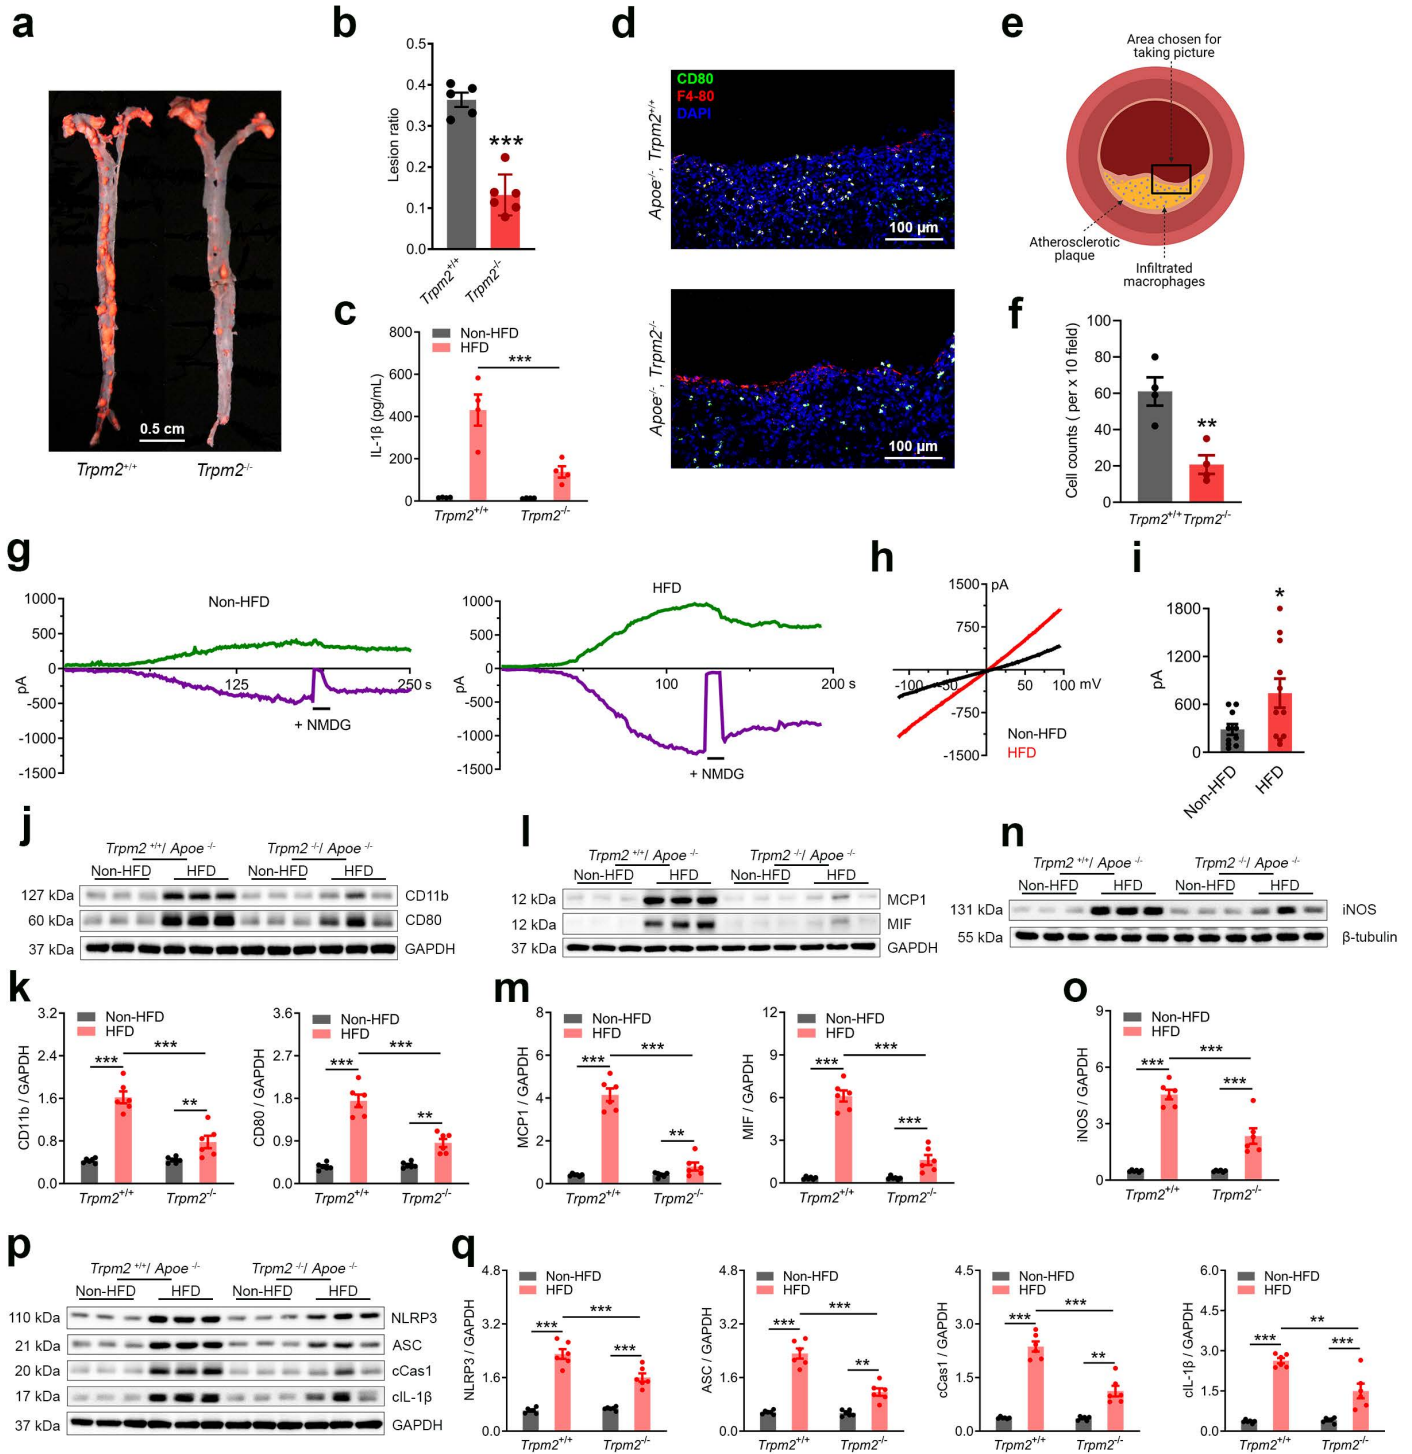 a
0.5 cm
Trpm2+/+
Trpm2-/-
b
Lesion ratio
0.5
0.4
0.3
0.2
0.1
0.0
***
Trpm2+/+
Trpm2-/-
c
IL-1β (pg/mL)
800
600
400
200
0
Non-HFD
HFD
***
Trpm2+/+
Trpm2-/-
d
Apoe-/-, Trpm2+/+
CD80
F4-80
DAPI
100 µm
Apoe-/-, Trpm2-/-
100 µm
e
Area chosen for
taking picture
Atherosclerotic
plaque
Infiltrated
macrophages
f
Cell counts ( per x 10 field)
100
80
60
40
20
0
**
Trpm2+/+
Trpm2-/-
g
Non-HFD
pA
1000
500
0
-500
-1000
-1500
125
250 s
+ NMDG
HFD
pA
1000
500
0
-500
-1000
-1500
100
200 s
+ NMDG
h
1500
pA
750
-100
-50
50
100 mV
-750
-1500
Non-HFD
HFD
i
pA
1800
1200
600
0
*
Non-HFD
HFD
j
Trpm2 +/+/ Apoe -/-
Trpm2 -/-/ Apoe -/-
Non-HFD
HFD
Non-HFD
HFD
127 kDa
CD11b
60 kDa
CD80
37 kDa
GAPDH
l
Trpm2 +/+/ Apoe -/-
Trpm2 -/-/ Apoe -/-
Non-HFD
HFD
Non-HFD
HFD
12 kDa
MCP1
12 kDa
MIF
37 kDa
GAPDH
n
Trpm2 +/+/ Apoe -/-
Trpm2 -/-/ Apoe -/-
Non-HFD
HFD
Non-HFD
HFD
131 kDa
iNOS
55 kDa
β-tubulin
k
CD11b / GAPDH
3.2
2.4
1.6
0.8
0.0
Non-HFD
HFD
***
***
**
Trpm2+/+
Trpm2-/-
CD80 / GAPDH
3.6
2.7
1.8
0.9
0.0
Non-HFD
HFD
***
***
**
Trpm2+/+
Trpm2-/-
m
MCP1 / GAPDH
8
6
4
2
0
Non-HFD
HFD
***
***
**
Trpm2+/+
Trpm2-/-
MIF / GAPDH
12
9
6
3
0
Non-HFD
HFD
***
***
***
Trpm2+/+
Trpm2-/-
o
iNOS / GAPDH
9
6
3
0
Non-HFD
HFD
***
***
***
Trpm2+/+
Trpm2-/-
p
Trpm2 +/+/ Apoe -/-
Trpm2 -/-/ Apoe -/-
Non-HFD
HFD
Non-HFD
HFD
110 kDa
NLRP3
21 kDa
ASC
20 kDa
cCas1
17 kDa
cIL-1β
37 kDa
GAPDH
q
NLRP3 / GAPDH
4.8
3.2
1.6
0.0
Non-HFD
HFD
***
***
***
Trpm2+/+
Trpm2-/-
ASC / GAPDH
4.8
3.2
1.6
0.0
Non-HFD
HFD
***
***
**
Trpm2+/+
Trpm2-/-
cCas1 / GAPDH
4.5
3.0
1.5
0.0
Non-HFD
HFD
***
***
**
Trpm2+/+
Trpm2-/-
cIL-1β / GAPDH
6.0
4.5
3.0
1.5
0.0
Non-HFD
HFD
**
***
***
Trpm2+/+
Trpm2-/-